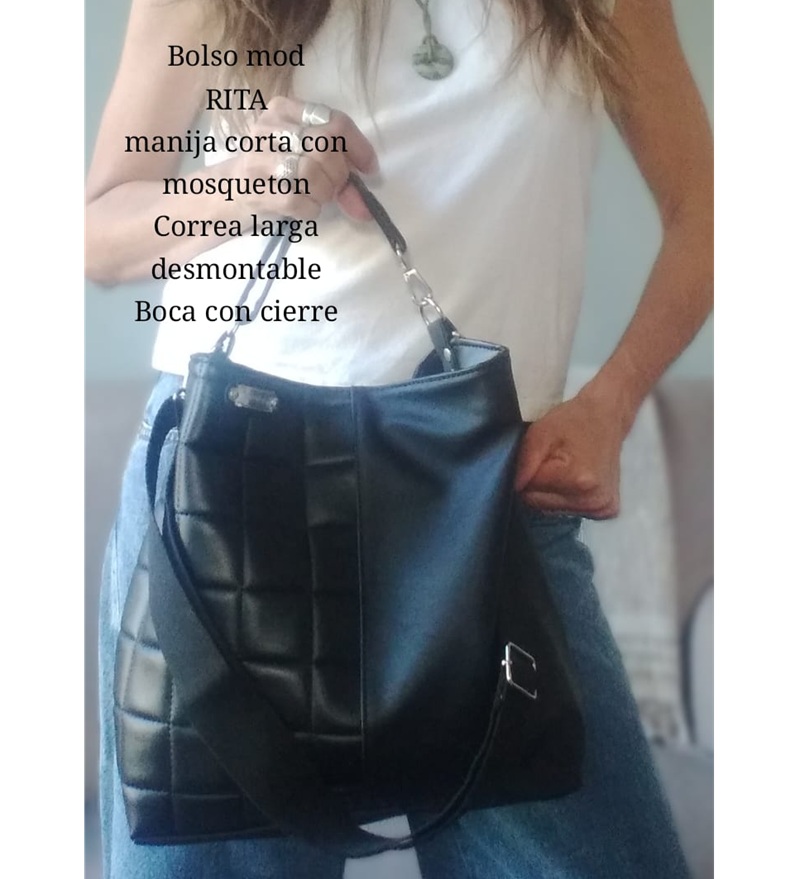 Bolso mod
RITA
manija corta con
mosqueton
Correa larga
desmontable
Boca con cierre